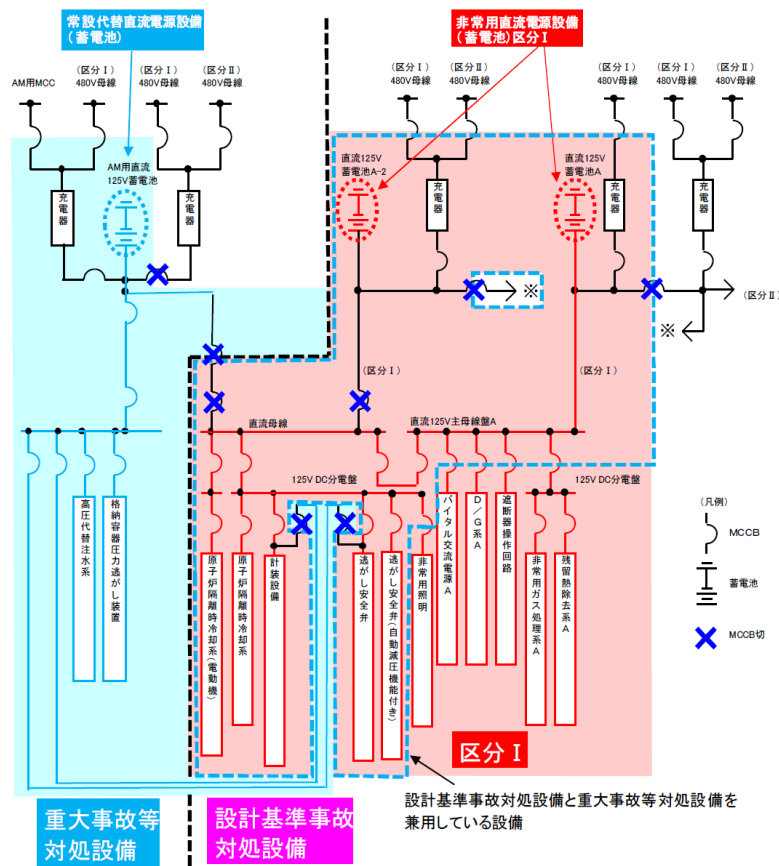 常設代替直流電源設備
(蓄電池)
非常用直流電源設備
(蓄電池)区分Ⅰ
AM用MCC
(区分Ⅰ)
480V母線
(区分Ⅰ)
480V母線
(区分Ⅱ)
480V母線
(区分Ⅰ)
480V母線
(区分Ⅱ)
480V母線
(区分Ⅰ)
480V母線
(区分Ⅰ)
480V母線
(区分Ⅱ)
480V母線
AM用直流
125V蓄電池
直流125V
蓄電池A-2
直流125V
蓄電池A
充電器
充電器
充電器
充電器
充電器
※
(区分Ⅱ)
※
(区分Ⅰ)
(区分Ⅰ)
直流母線
直流125V主母線盤A
125V DC分電盤
125V DC分電盤
高圧代替注水系
格納容器圧力逃がし装置
原子炉隔離時冷却系(電動機)
原子炉隔離時冷却系
計装設備
逃がし安全弁
逃がし安全弁(自動減圧機能付き)
非常用照明
バイタル交流電源A
D/G系A
遮断器操作回路
非常用ガス処理系A
残留熱除去系A
(凡例)
MCCB
蓄電池
MCCB切
区分Ⅰ
設計基準事故対処設備と重大事故等対処設備を
兼用している設備
重大事故等
対処設備
設計基準事故
対処設備